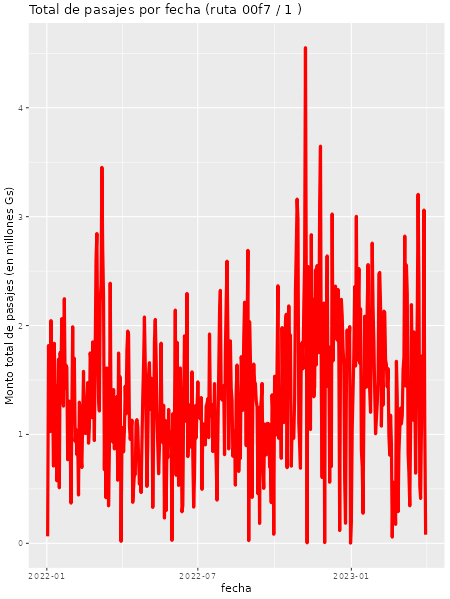 Total de pasajes por fecha (ruta 00f7 / 1 )
Monto total de pasajes (en millones Gs)
4
3
2
1
0
2022-01
2022-07
2023-01
fecha